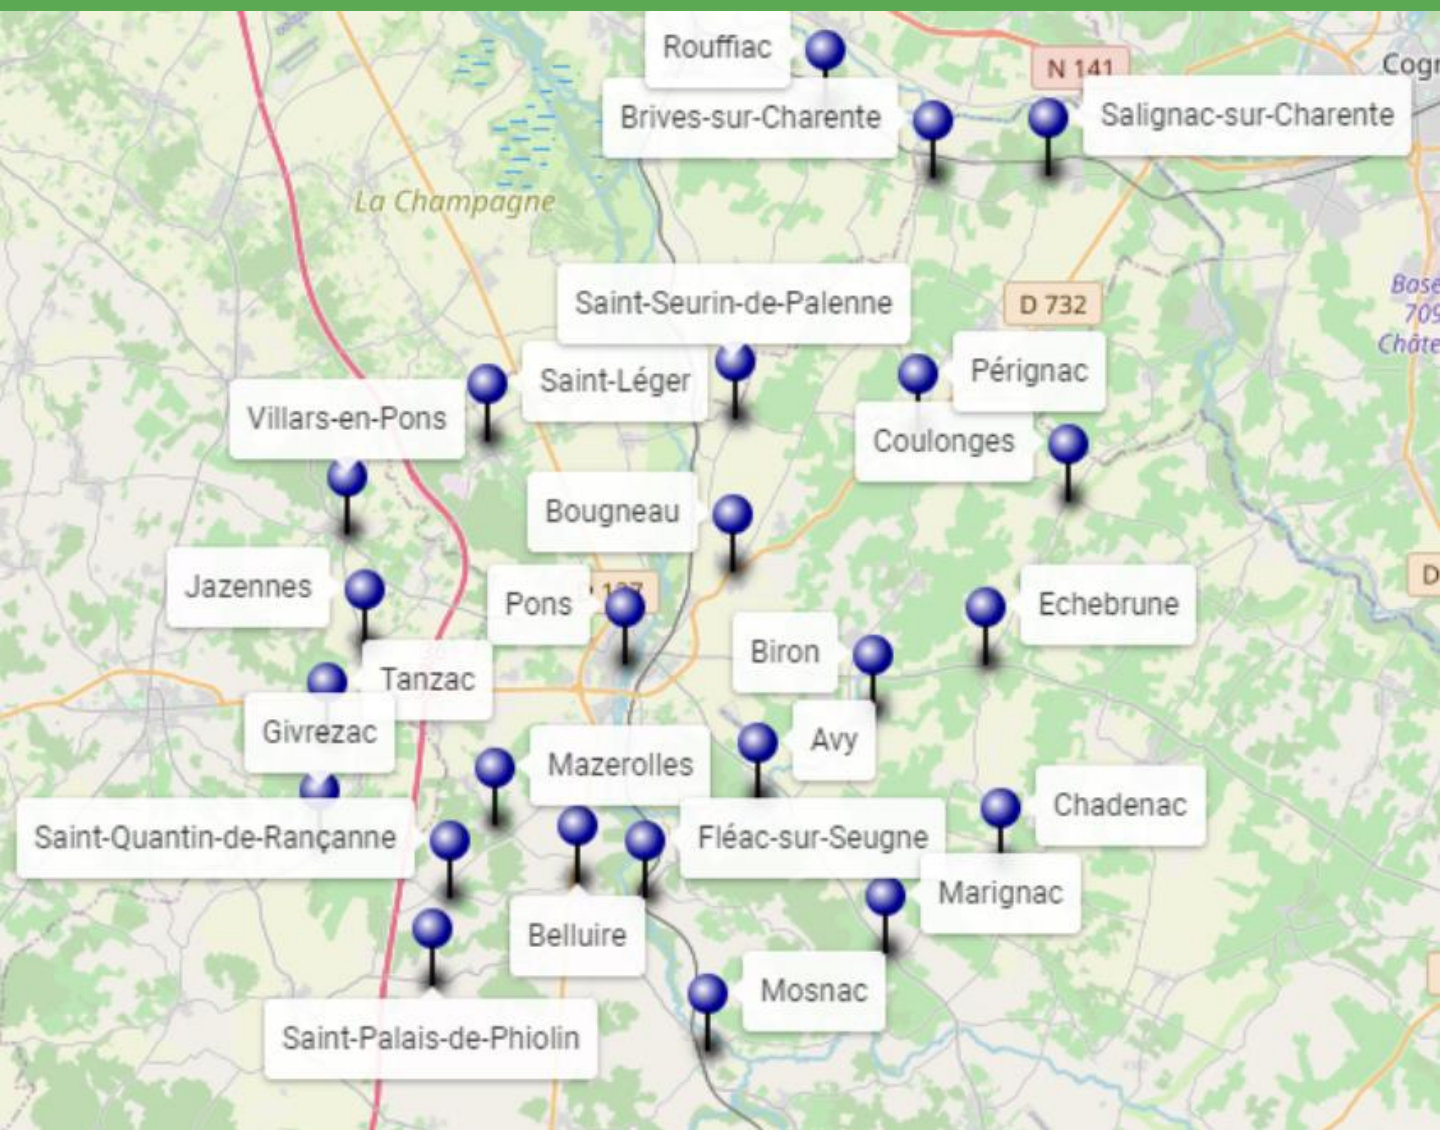 Rouffiac
N 141
Cogn
Brives-sur-Charente
Salignac-sur-Charente
La Champagne
Saint-Seurin-de-Palenne
D 732
Base
709
Châte
Saint-Léger
Pérignac
Villars-en-Pons
Coulonges
Bougneau
Jazennes
Pons
Echebrune
D
Biron
Tanzac
Givrezac
Avy
Mazerolles
Chadenac
Saint-Quantin-de-Rançanne
Fléac-sur-Seugne
Marignac
Belluire
Mosnac
Saint-Palais-de-Phiolin